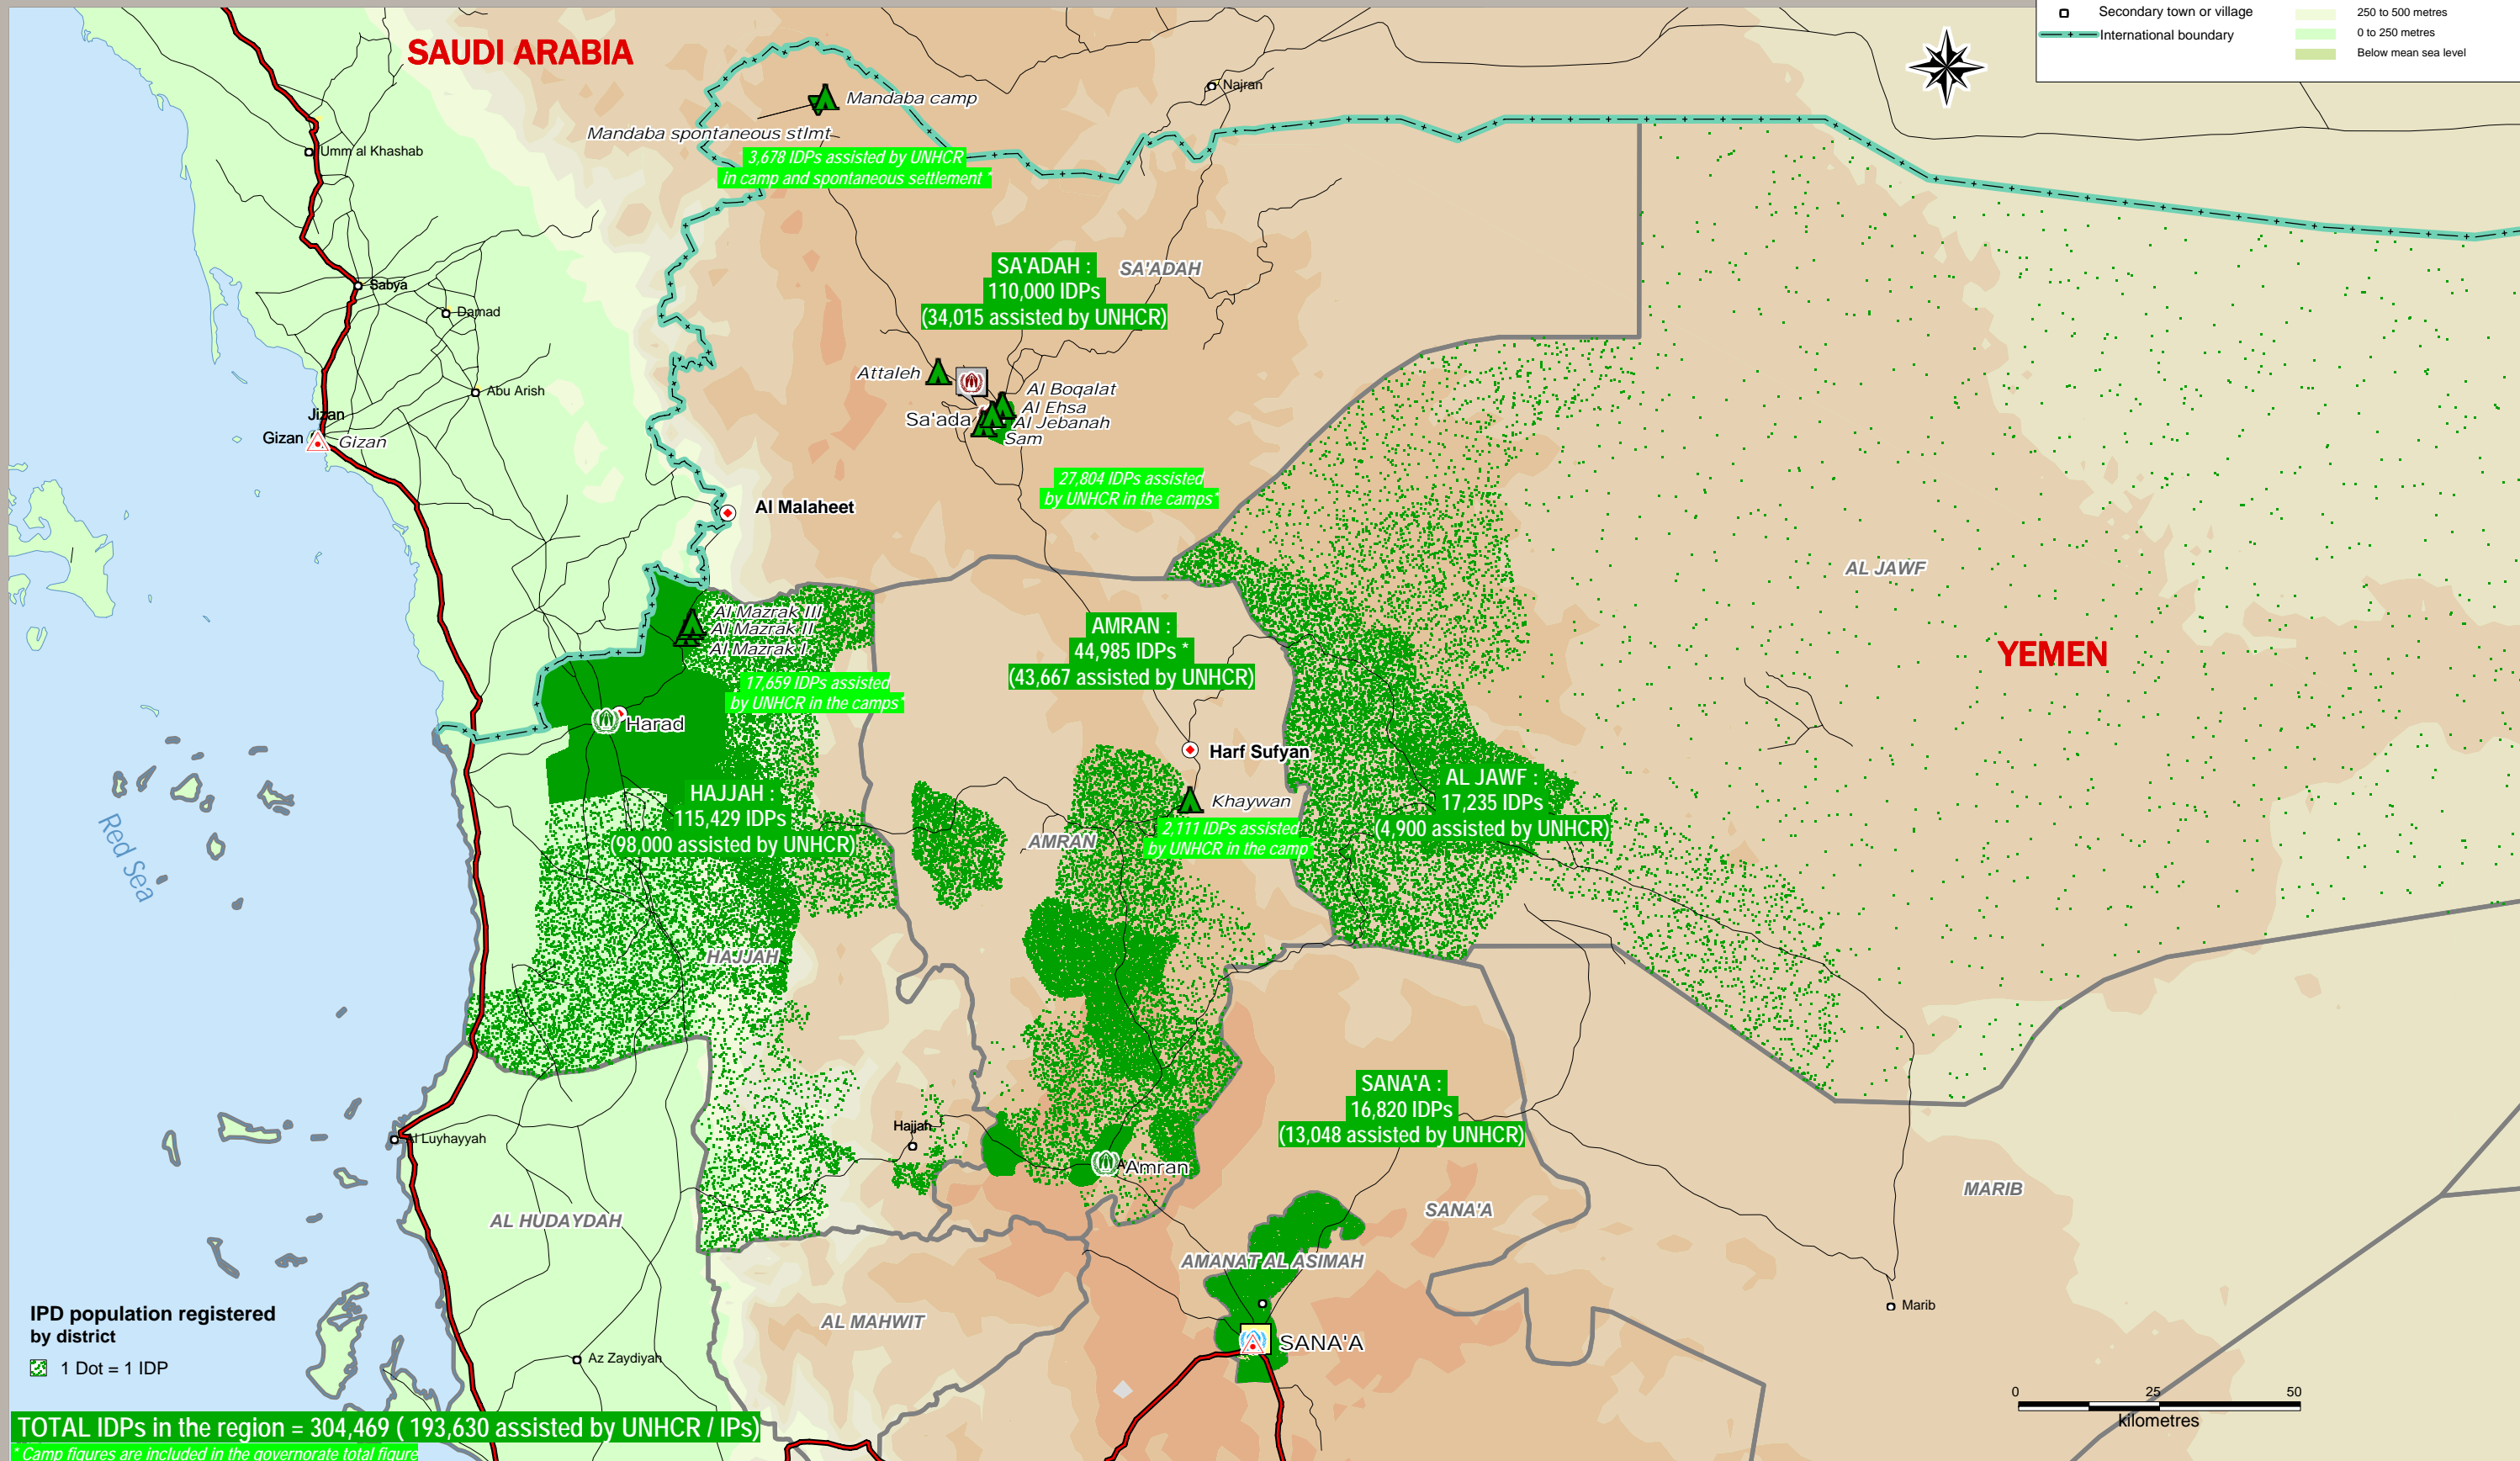 Secondary town or village
International boundary
250 to 500 metres
0 to 250 metres
Below mean sea level
SAUDI ARABIA
Najran
Mandaba camp
Mandaba spontaneous stlmt
3,678 IDPs assisted by UNHCR
in camp and spontaneous settlement *
Umm al Khashab
SA'ADAH :
110,000 IDPs
(34,015 assisted by UNHCR)
SA'ADAH
Sabya
Damad
Abu Arish
Attaleh
Al Boqalat
Al Ehsa
Al Jebanah
Sam
Sa'ada
Jizan
Gizan
Gizan
27,804 IDPs assisted
by UNHCR in the camps*
Al Malaheet
AL JAWF
YEMEN
Al Mazrak III
Al Mazrak II
Al Mazrak I
AMRAN :
44,985 IDPs *
(43,667 assisted by UNHCR)
17,659 IDPs assisted
by UNHCR in the camps*
Harad
Harf Sufyan
HAJJAH :
115,429 IDPs
(98,000 assisted by UNHCR)
AL JAWF :
17,235 IDPs
(4,900 assisted by UNHCR)
Khaywan
2,111 IDPs assisted
by UNHCR in the camp*
AMRAN
Red Sea
HAJJAH
SANA'A :
16,820 IDPs
(13,048 assisted by UNHCR)
Hajjah
Al Luyhayyah
Amran
MARIB
SANA'A
AL HUDAYDAH
AMANAT AL ASIMAH
Marib
AL MAHWIT
SANA'A
Az Zaydiyah
IPD population registered
by district
1 Dot = 1 IDP
0 25 50
kilometres
TOTAL IDPs in the region = 304,469 ( 193,630 assisted by UNHCR / IPs)
* Camp figures are included in the governorate total figure